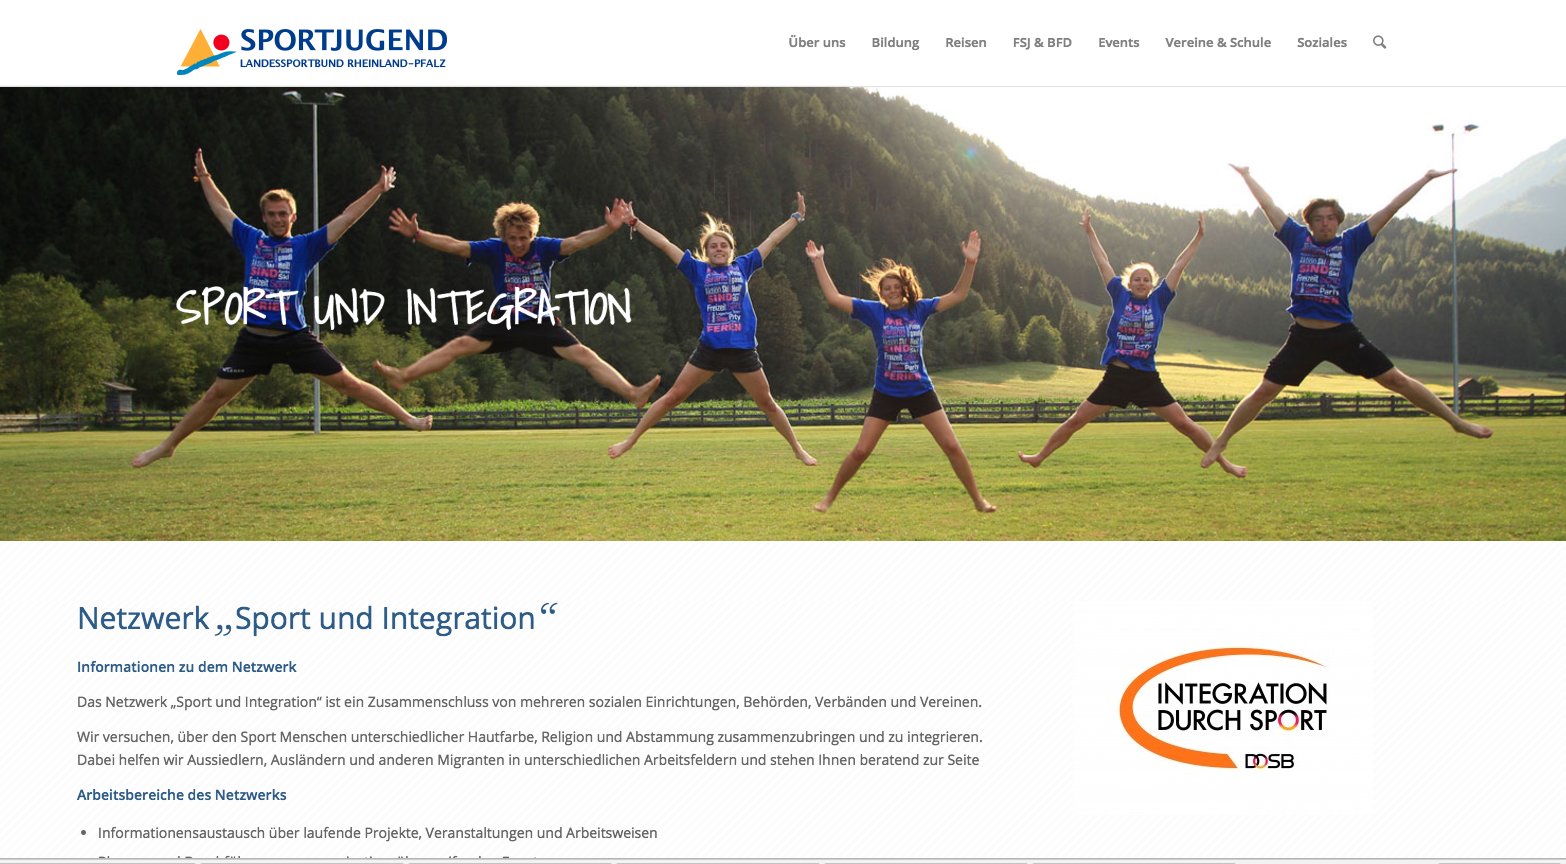 SPORTJUGEND
LANDESSPORTBUND RHEINLAND-PFALZ
Über uns Bildung Reisen FSJ & BFD Events Vereine & Schule Soziales
SPORT UND INTEGRATION
Netzwerk „Sport und Integration“
Informationen zu dem Netzwerk
Das Netzwerk „Sport und Integration“ ist ein Zusammenschluss von mehreren sozialen Einrichtungen, Behörden, Verbänden und Vereinen.
Wir versuchen, über den Sport Menschen unterschiedlicher Hautfarbe, Religion und Abstammung zusammenzubringen und zu integrieren.
Dabei helfen wir Aussiedlern, Ausländern und anderen Migranten in unterschiedlichen Arbeitsfeldern und stehen Ihnen beratend zur Seite
Arbeitsbereiche des Netzwerks
• Informationensaustausch über laufende Projekte, Veranstaltungen und Arbeitsweisen
INTEGRATION
DURCH SPORT
DOSB